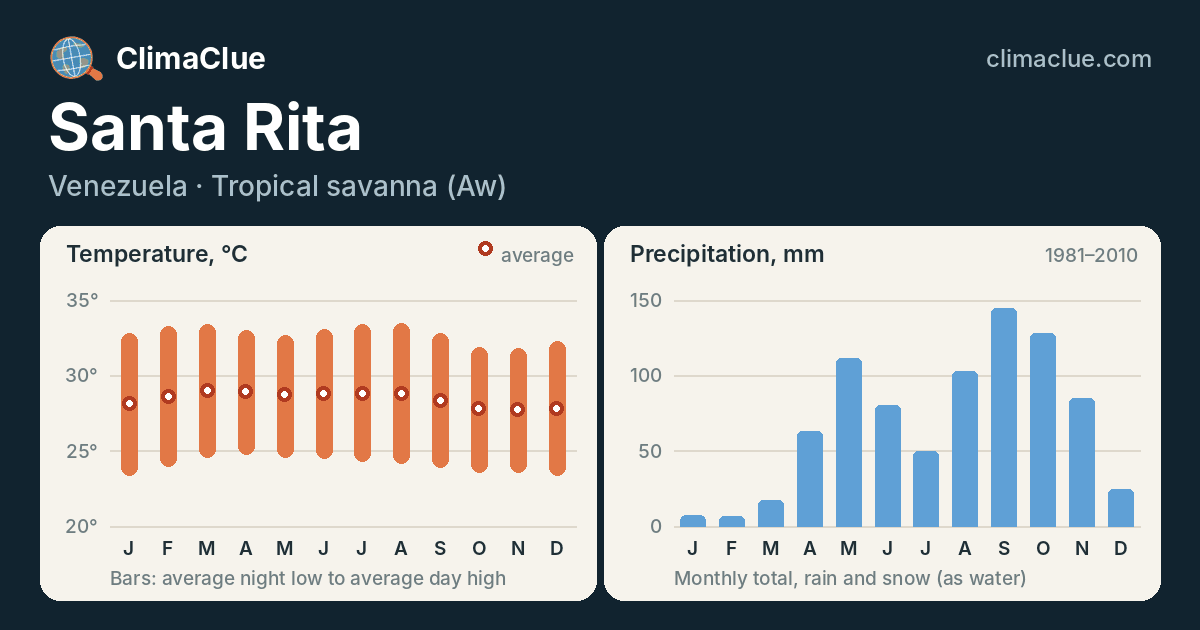 ClimaClue
climaclue.com
Santa Rita
Venezuela · Tropical savanna (Aw)
Temperature, °C
average
35°
30°
25°
20°
J F M A M J J A S O N D
Bars: average night low to average day high
Precipitation, mm
1981–2010
150
100
50
0
J F M A M J J A S O N D
Monthly total, rain and snow (as water)